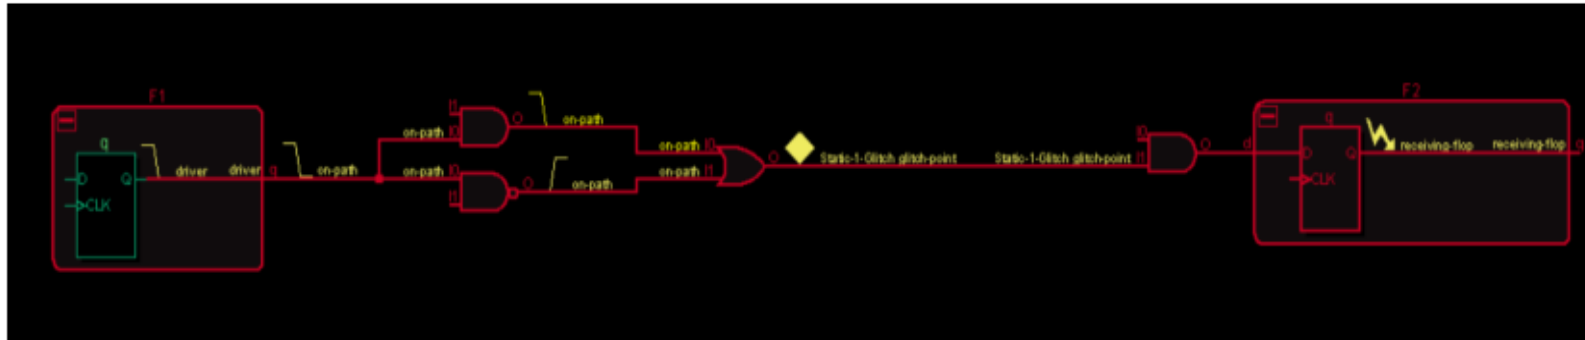 F1
q
D
Q
CLK
driver
driver
q
on-path
on-path
I1
I0
O
on-path
on-path
I0
I1
O
on-path
on-path
I0
on-path
I1
O
Static-1-Glitch glitch-point
Static-1-Glitch glitch-point
I0
I1
O
d
F2
q
D
Q
CLK
receiving-flop
receiving-flop
q